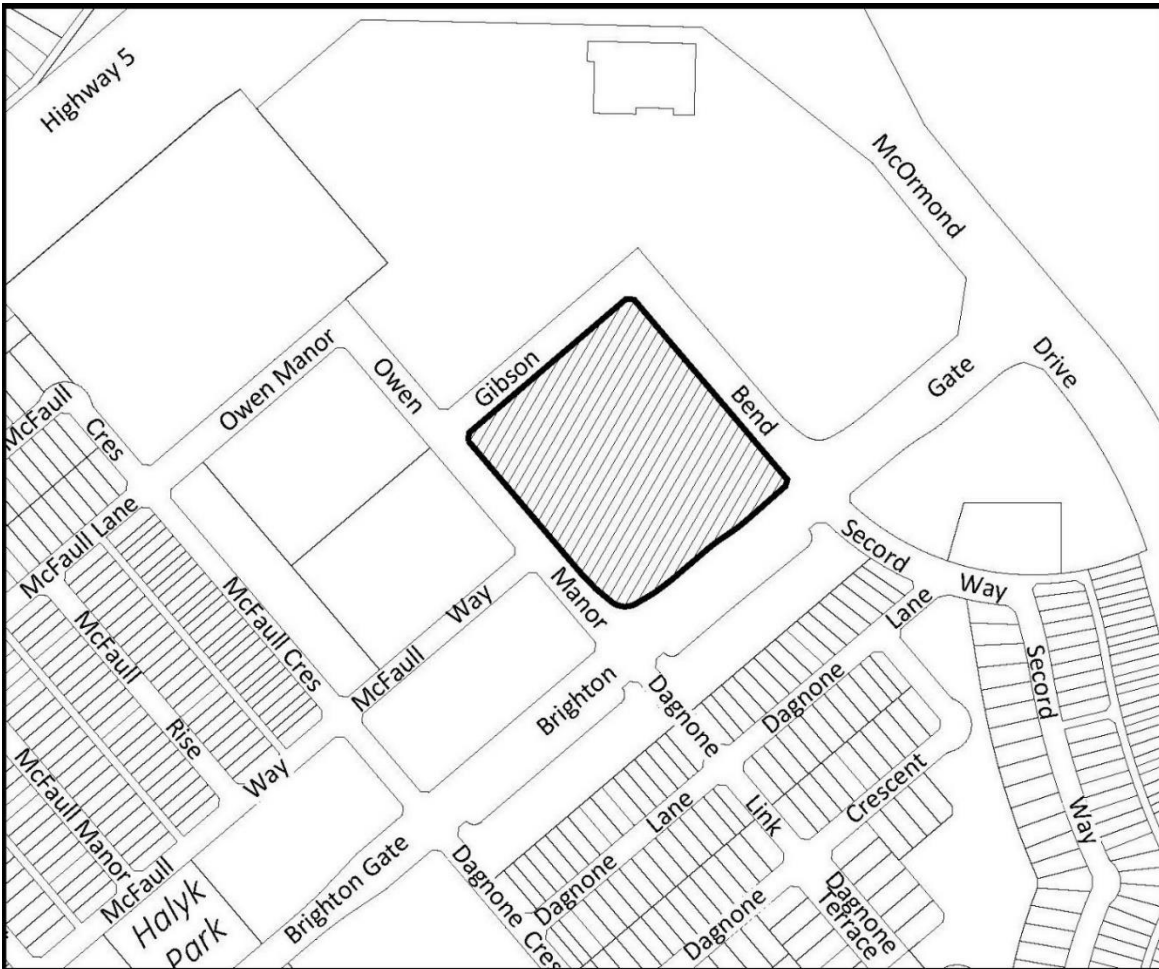 Highway 5
McOrmond
Drive
Gate
Gibson
Bend
Owen Manor
Owen
Manor
McFaull
Cres
McFaull Lane
McFaull Cres
McFaull
Way
McFaull
Rise
Way
McFaull Manor
McFaull
Halyk
Park
Brighton
Brighton Gate
Secord
Way
Lane
Dagnone
Secord
Way
Dagnone
Link
Crescent
Lane
Dagnone
Dagnone
Cres
Dagnone
Dagnone
Terrace